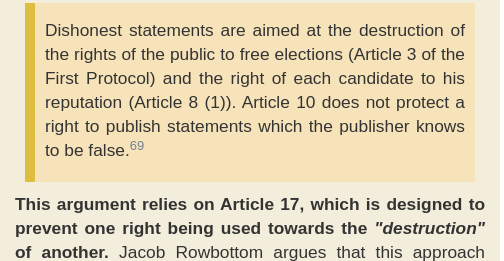 Dishonest statements are aimed at the destruction of
the rights of the public to free elections (Article 3 of the
First Protocol) and the right of each candidate to his
reputation (Article 8 (1)). Article 10 does not protect a
right to publish statements which the publisher knows
to be false.69
This argument relies on Article 17, which is designed to
prevent one right being used towards the "destruction"
of another. Jacob Rowbottom argues that this approach